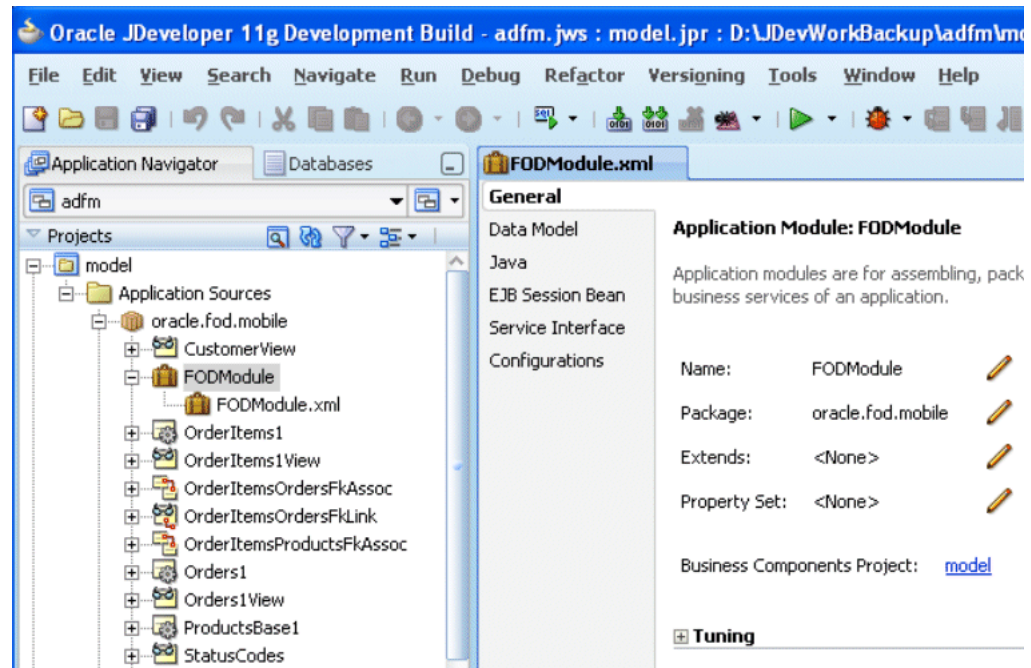 Oracle JDeveloper 11g Development Build - adfm.jws : model.jpr : D:\JDevWorkBackup\adfm\mo
File Edit View Search Navigate Run Debug Refactor Versioning Tools Window Help
Application Navigator
Databases
FODModule.xml
adfm
Projects
model
Application Sources
oracle.fod.mobile
CustomerView
FODModule
FODModule.xml
OrderItems1
OrderItems1View
OrderItemsOrdersFkAssoc
OrderItemsOrdersFkLink
OrderItemsProductsFkAssoc
Orders1
Orders1View
ProductsBase1
StatusCodes
General
Data Model
Java
EJB Session Bean
Service Interface
Configurations
Application Module: FODModule
Application modules are for assembling, pack
business services of an application.
Name: FODModule
Package: oracle.fod.mobile
Extends: <None>
Property Set: <None>
Business Components Project: model
Tuning